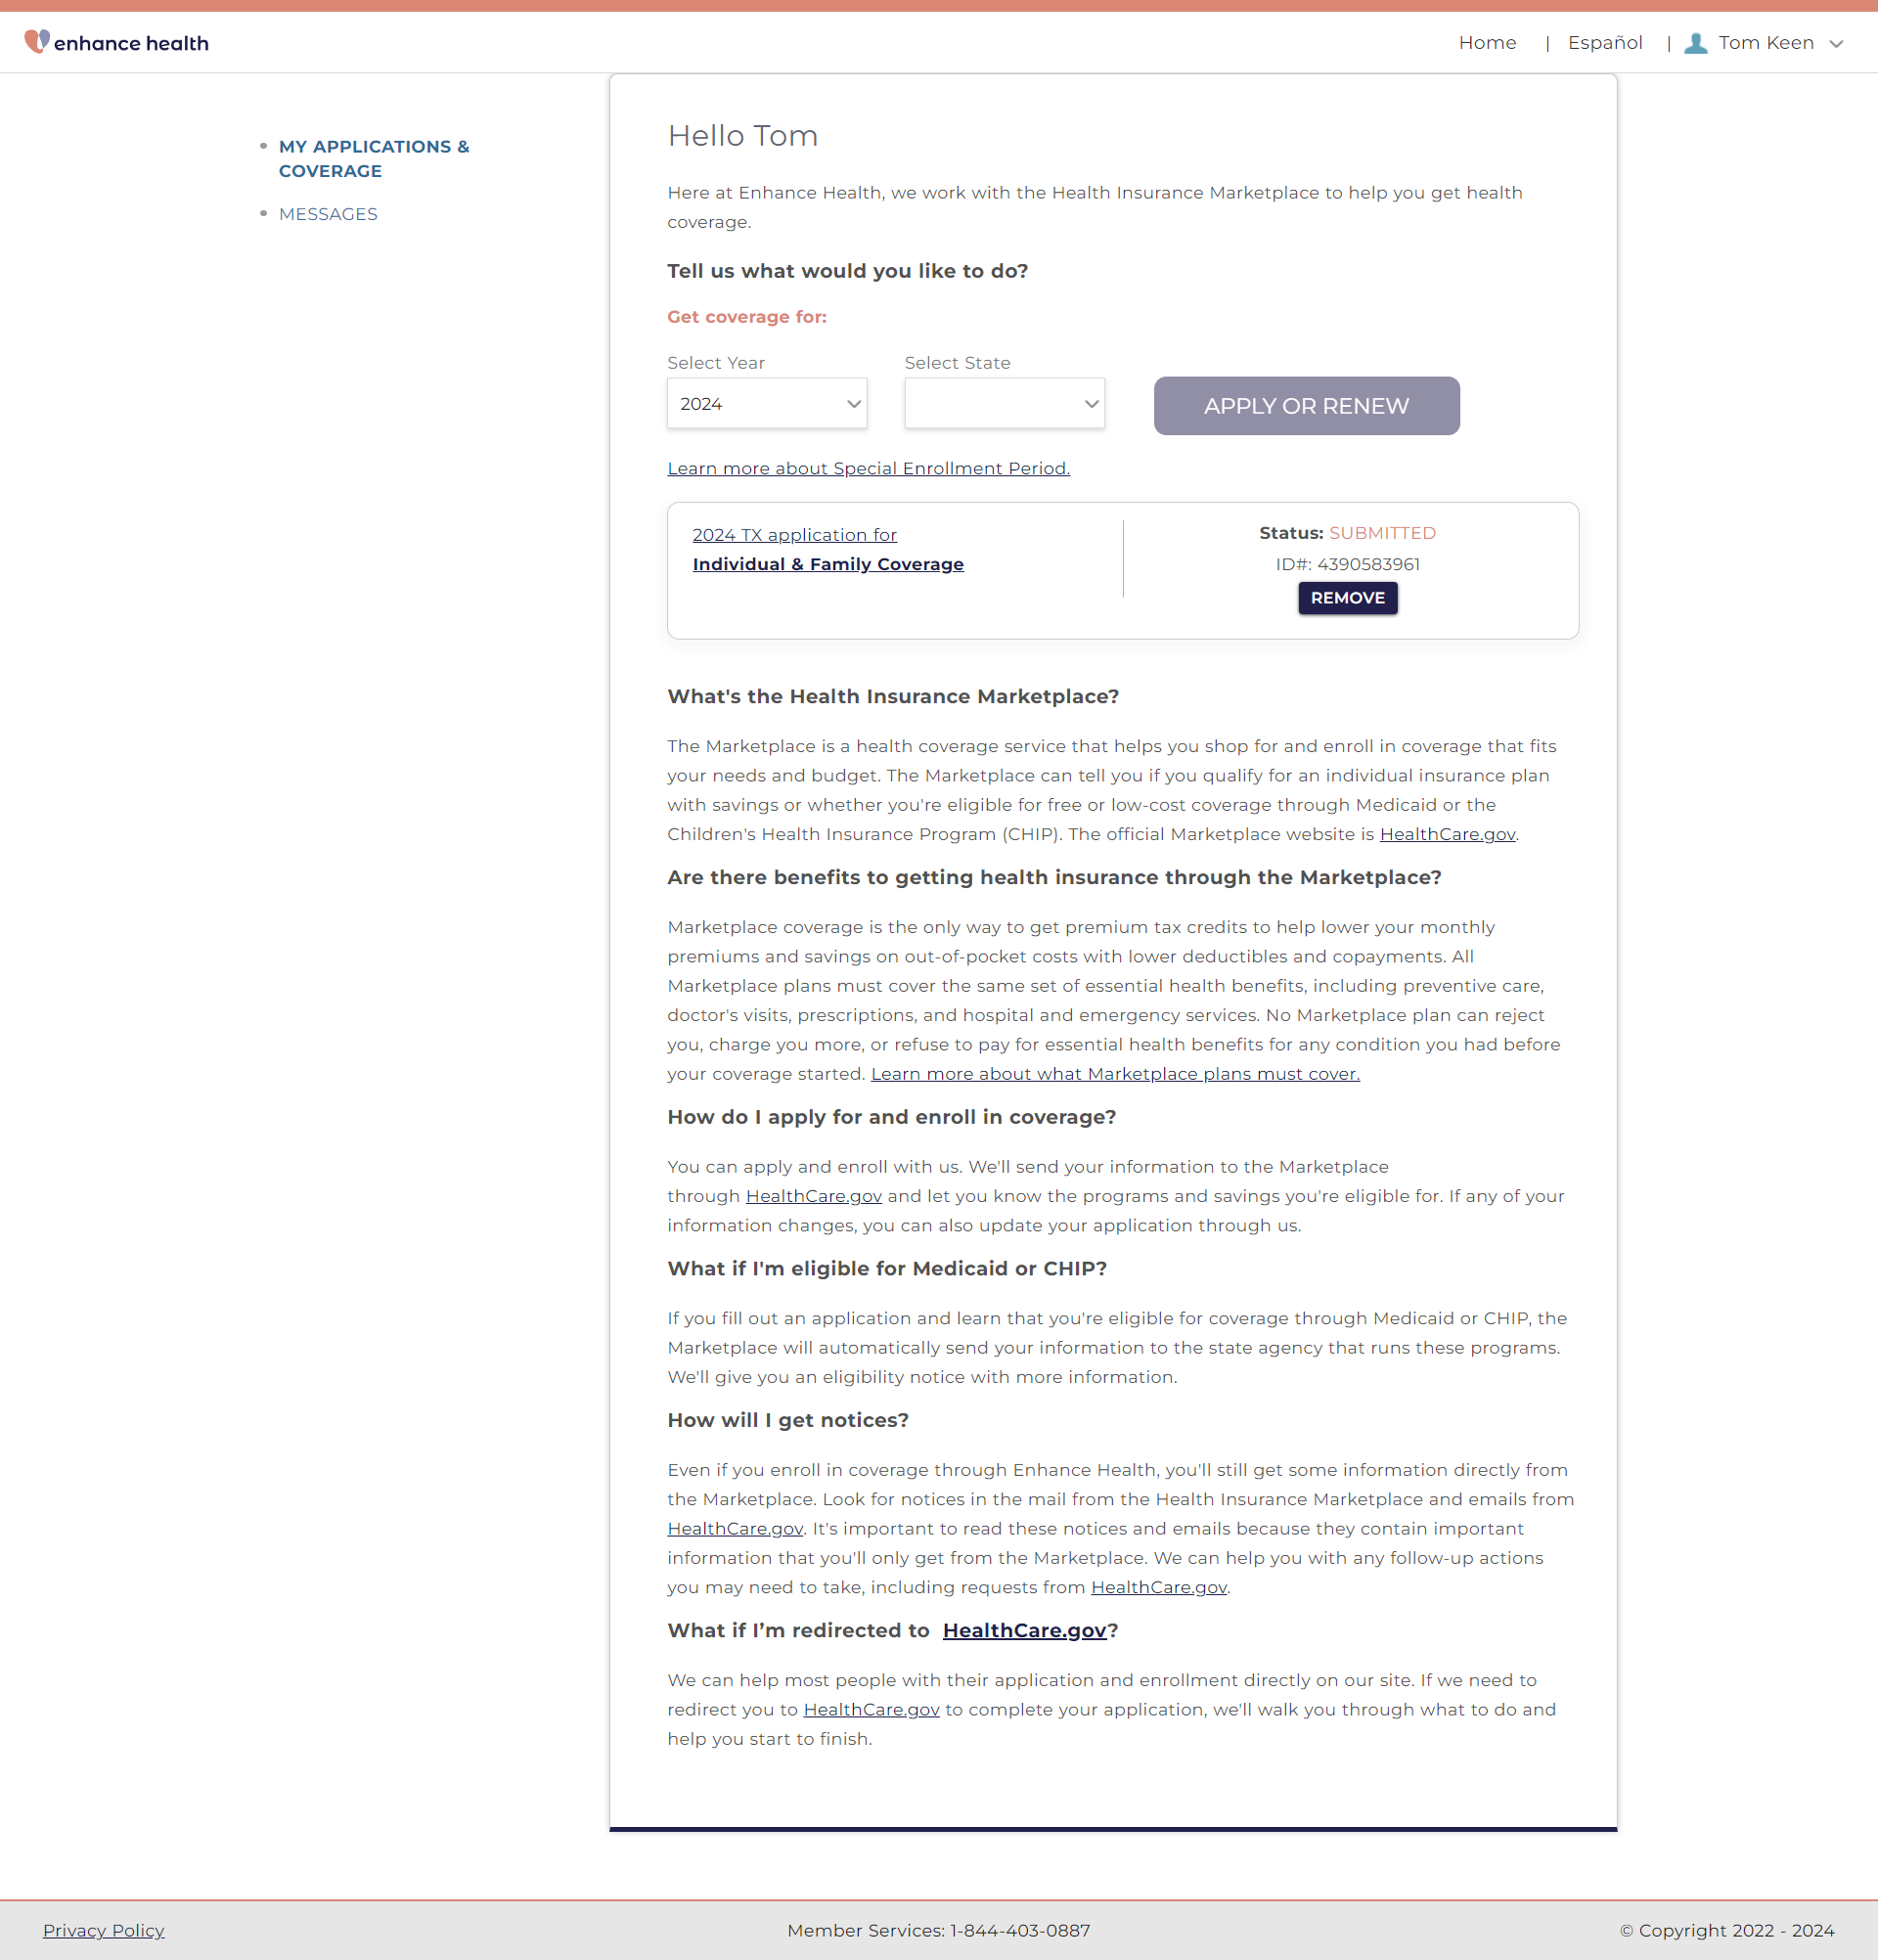 enhance health
Home | Español | Tom Keen
MY APPLICATIONS &
COVERAGE
MESSAGES
Hello Tom
Here at Enhance Health, we work with the Health Insurance Marketplace to help you get health
coverage.
Tell us what would you like to do?
Get coverage for:
Select Year
Select State
2024
APPLY OR RENEW
Learn more about Special Enrollment Period.
2024 TX application for
Individual & Family Coverage
Status: SUBMITTED
ID#: 4390583961
REMOVE
What's the Health Insurance Marketplace?
The Marketplace is a health coverage service that helps you shop for and enroll in coverage that fits
your needs and budget. The Marketplace can tell you if you qualify for an individual insurance plan
with savings or whether you're eligible for free or low-cost coverage through Medicaid or the
Children's Health Insurance Program (CHIP). The official Marketplace website is HealthCare.gov.
Are there benefits to getting health insurance through the Marketplace?
Marketplace coverage is the only way to get premium tax credits to help lower your monthly
premiums and savings on out-of-pocket costs with lower deductibles and copayments. All
Marketplace plans must cover the same set of essential health benefits, including preventive care,
doctor's visits, prescriptions, and hospital and emergency services. No Marketplace plan can reject
you, charge you more, or refuse to pay for essential health benefits for any condition you had before
your coverage started. Learn more about what Marketplace plans must cover.
How do I apply for and enroll in coverage?
You can apply and enroll with us. We'll send your information to the Marketplace
through HealthCare.gov and let you know the programs and savings you're eligible for. If any of your
information changes, you can also update your application through us.
What if I'm eligible for Medicaid or CHIP?
If you fill out an application and learn that you're eligible for coverage through Medicaid or CHIP, the
Marketplace will automatically send your information to the state agency that runs these programs.
We'll give you an eligibility notice with more information.
How will I get notices?
Even if you enroll in coverage through Enhance Health, you'll still get some information directly from
the Marketplace. Look for notices in the mail from the Health Insurance Marketplace and emails from
HealthCare.gov. It's important to read these notices and emails because they contain important
information that you'll only get from the Marketplace. We can help you with any follow-up actions
you may need to take, including requests from HealthCare.gov.
What if I’m redirected to HealthCare.gov?
We can help most people with their application and enrollment directly on our site. If we need to
redirect you to HealthCare.gov to complete your application, we'll walk you through what to do and
help you start to finish.
Privacy Policy
Member Services: 1-844-403-0887
© Copyright 2022 - 2024